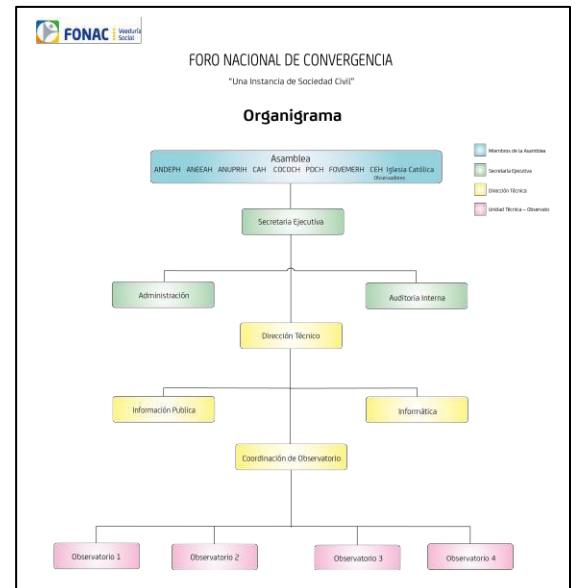 FONAC Veeduría Social
FORO NACIONAL DE CONVERGENCIA
"Una Instancia de Sociedad Civil"
Organigrama
Asamblea
ANDEPH ANEEAH ANUPRIH CAH COCOCH PDCH FOVEMERH CEH Iglesia Católica
Observadores
Miembros de la Asamblea
Secretaria Ejecutiva
Dirección Técnica
Unidad Técnica – Observato
Secretaria Ejecutiva
Administración
Auditoria Interna
Dirección Técnico
Información Publica
Informática
Coordinación de Observatorio
Observatorio 1
Observatorio 2
Observatorio 3
Observatorio 4